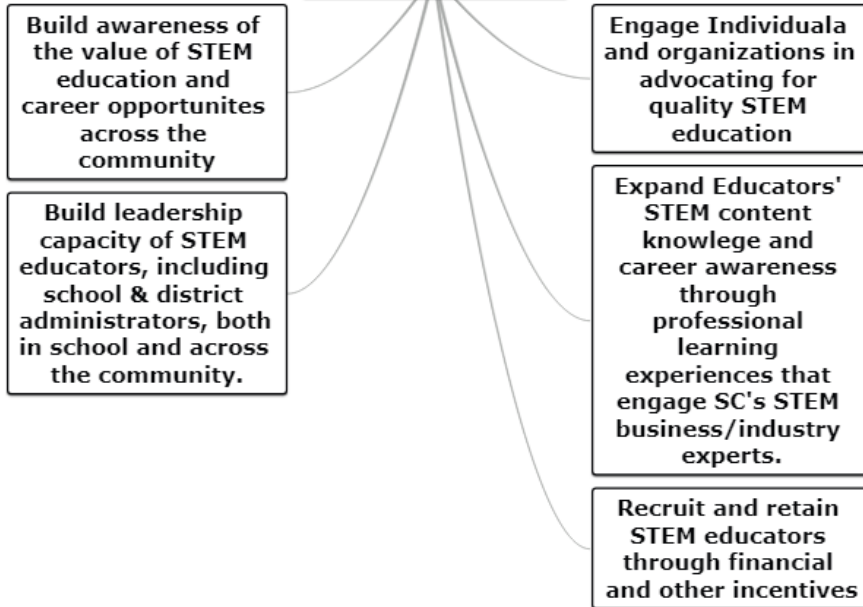 Build awareness of
the value of STEM
education and
career opportunites
across the
community
Build leadership
capacity of STEM
educators, including
school & district
administrators, both
in school and across
the community.
Engage Individuala
and organizations in
advocating for
quality STEM
education
Expand Educators'
STEM content
knowlege and
career awareness
through
professional
learning
experiences that
engage SC's STEM
business/industry
experts.
Recruit and retain
STEM educators
through financial
and other incentives